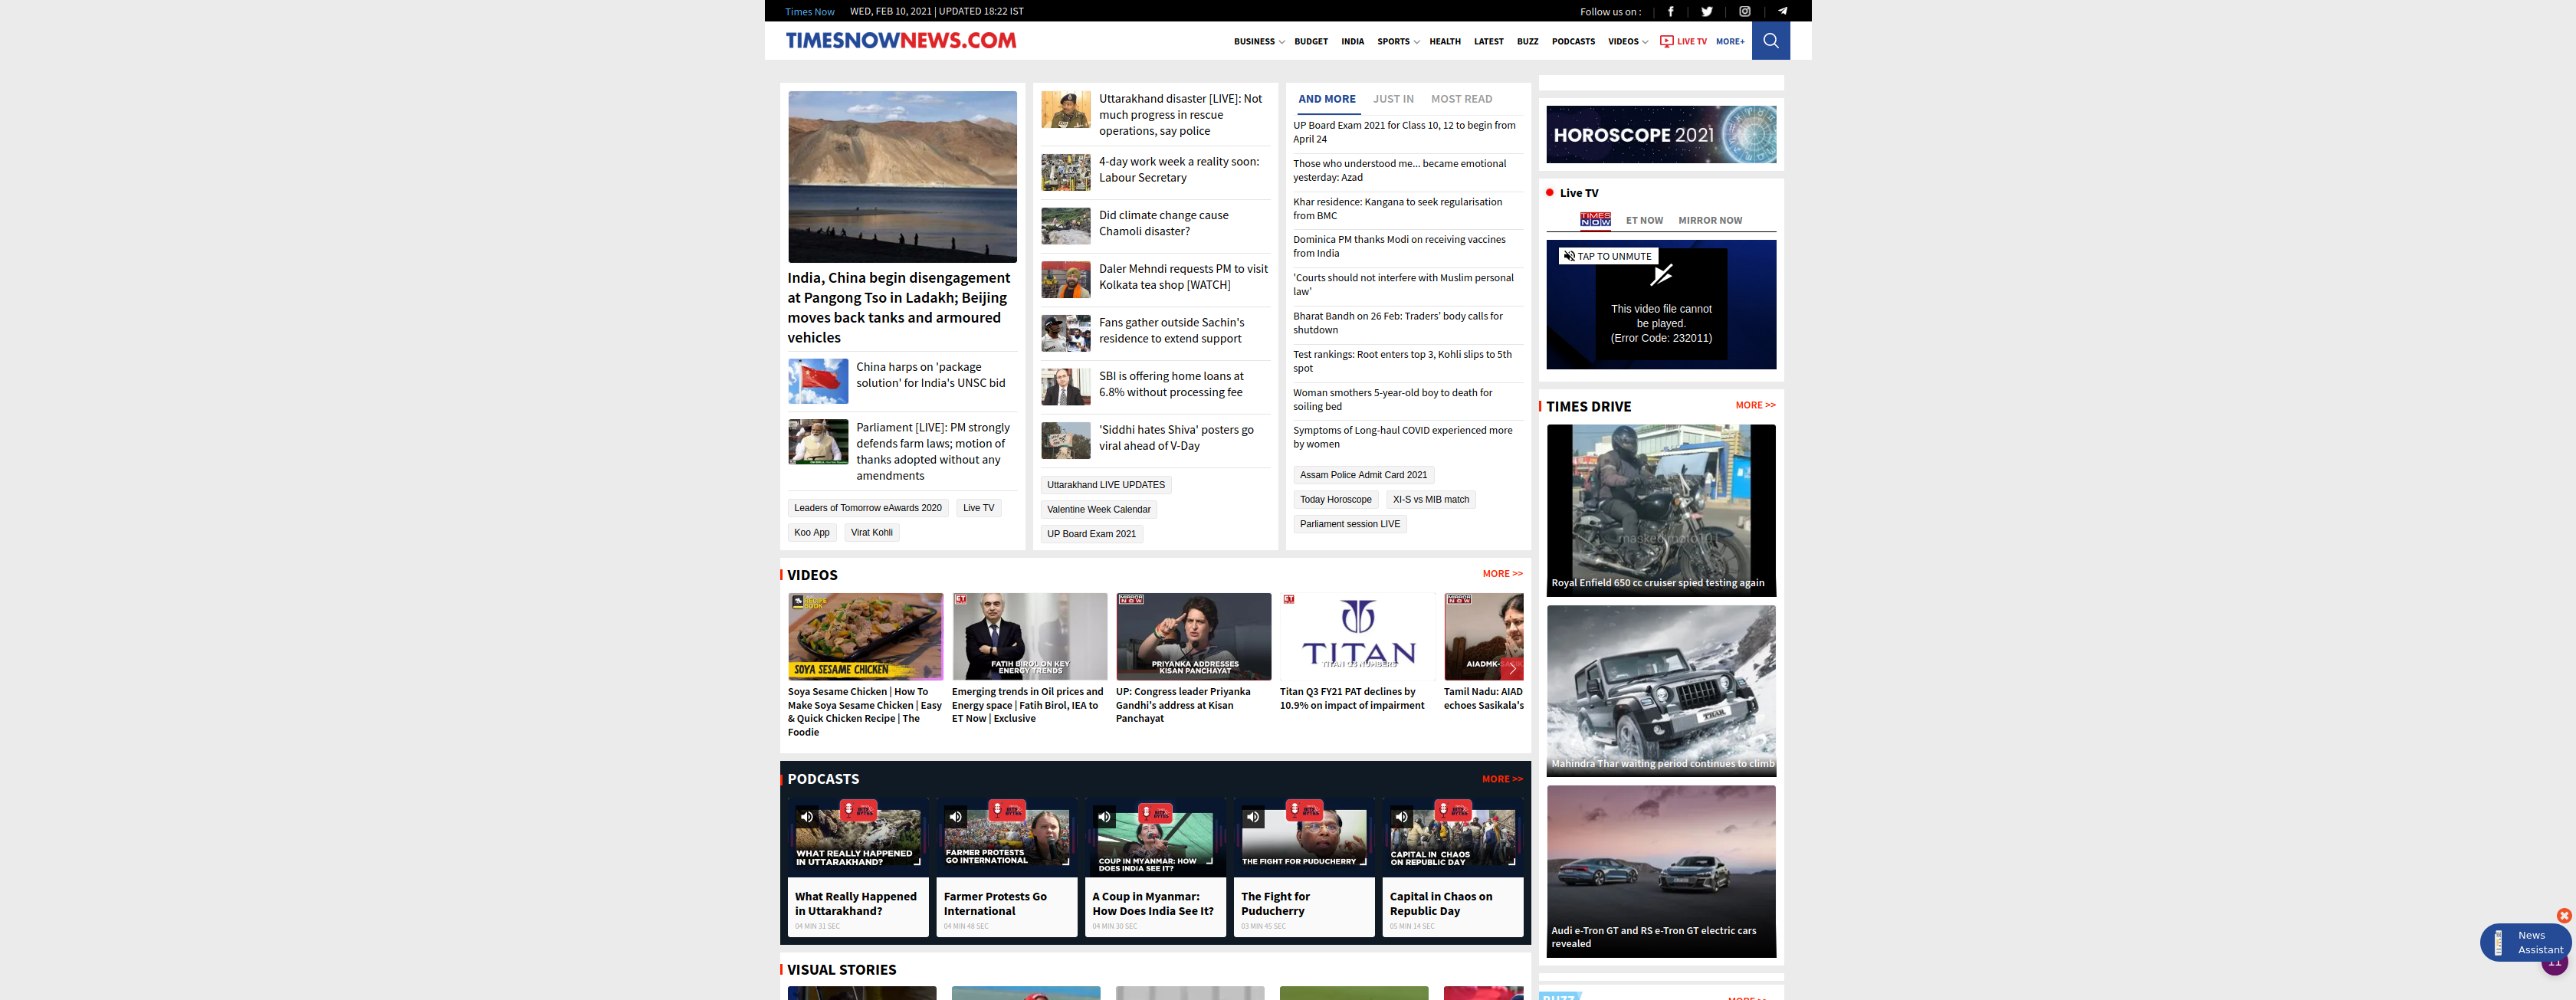 Times Now WED, FEB 10, 2021 | UPDATED 18:22 IST
Follow us on :
TIMESNOWNEWS.COM
BUSINESS BUDGET INDIA SPORTS HEALTH LATEST BUZZ PODCASTS VIDEOS LIVE TV MORE+
India, China begin disengagement
at Pangong Tso in Ladakh; Beijing
moves back tanks and armoured
vehicles
China harps on 'package
solution' for India's UNSC bid
Parliament [LIVE]: PM strongly
defends farm laws; motion of
thanks adopted without any
amendments
Leaders of Tomorrow eAwards 2020
Live TV
Koo App
Virat Kohli
Uttarakhand disaster [LIVE]: Not
much progress in rescue
operations, say police
4-day work week a reality soon:
Labour Secretary
Did climate change cause
Chamoli disaster?
Daler Mehndi requests PM to visit
Kolkata tea shop [WATCH]
Fans gather outside Sachin's
residence to extend support
SBI is offering home loans at
6.8% without processing fee
'Siddhi hates Shiva' posters go
viral ahead of V-Day
Uttarakhand LIVE UPDATES
Valentine Week Calendar
UP Board Exam 2021
AND MORE JUST IN MOST READ
UP Board Exam 2021 for Class 10, 12 to begin from
April 24
Those who understood me... became emotional
yesterday: Azad
Khar residence: Kangana to seek regularisation
from BMC
Dominica PM thanks Modi on receiving vaccines
from India
'Courts should not interfere with Muslim personal
law'
Bharat Bandh on 26 Feb: Traders' body calls for
shutdown
Test rankings: Root enters top 3, Kohli slips to 5th
spot
Woman smothers 5-year-old boy to death for
soiling bed
Symptoms of Long-haul COVID experienced more
by women
Assam Police Admit Card 2021
Today Horoscope
XI-S vs MIB match
Parliament session LIVE
HOROSCOPE 2021
Live TV
TIMES NOW
ET NOW
MIRROR NOW
TAP TO UNMUTE
This video file cannot
be played.
(Error Code: 232011)
TIMES DRIVE
MORE >>
masked moto101
Royal Enfield 650 cc cruiser spied testing again
THAR
Mahindra Thar waiting period continues to climb
Audi e-Tron GT and RS e-Tron GT electric cars
revealed
VIDEOS
MORE >>
RECIPE BOOK
SOYA SESAME CHICKEN
Soya Sesame Chicken | How To
Make Soya Sesame Chicken | Easy
& Quick Chicken Recipe | The
Foodie
ET
FATIH BIROL ON KEY
ENERGY TRENDS
Emerging trends in Oil prices and
Energy space | Fatih Birol, IEA to
ET Now | Exclusive
MIRROR NOW
PRIYANKA ADDRESSES
KISAN PANCHAYAT
UP: Congress leader Priyanka
Gandhi's address at Kisan
Panchayat
ET
TITAN
TITAN Q3 NUMBERS
Titan Q3 FY21 PAT declines by
10.9% on impact of impairment
MIRROR NOW
AIADMK-
Tamil Nadu: AIAD
echoes Sasikala's
PODCASTS
MORE >>
WHAT REALLY HAPPENED
IN UTTARAKHAND?
What Really Happened
in Uttarakhand?
04 MIN 31 SEC
FARMER PROTESTS
GO INTERNATIONAL
Farmer Protests Go
International
04 MIN 48 SEC
COUP IN MYANMAR: HOW
DOES INDIA SEE IT?
A Coup in Myanmar:
How Does India See It?
04 MIN 30 SEC
THE FIGHT FOR PUDUCHERRY
The Fight for
Puducherry
03 MIN 45 SEC
CAPITAL IN CHAOS
ON REPUBLIC DAY
Capital in Chaos on
Republic Day
05 MIN 14 SEC
VISUAL STORIES
BUZZ
MORE >>
News
Assistant
11